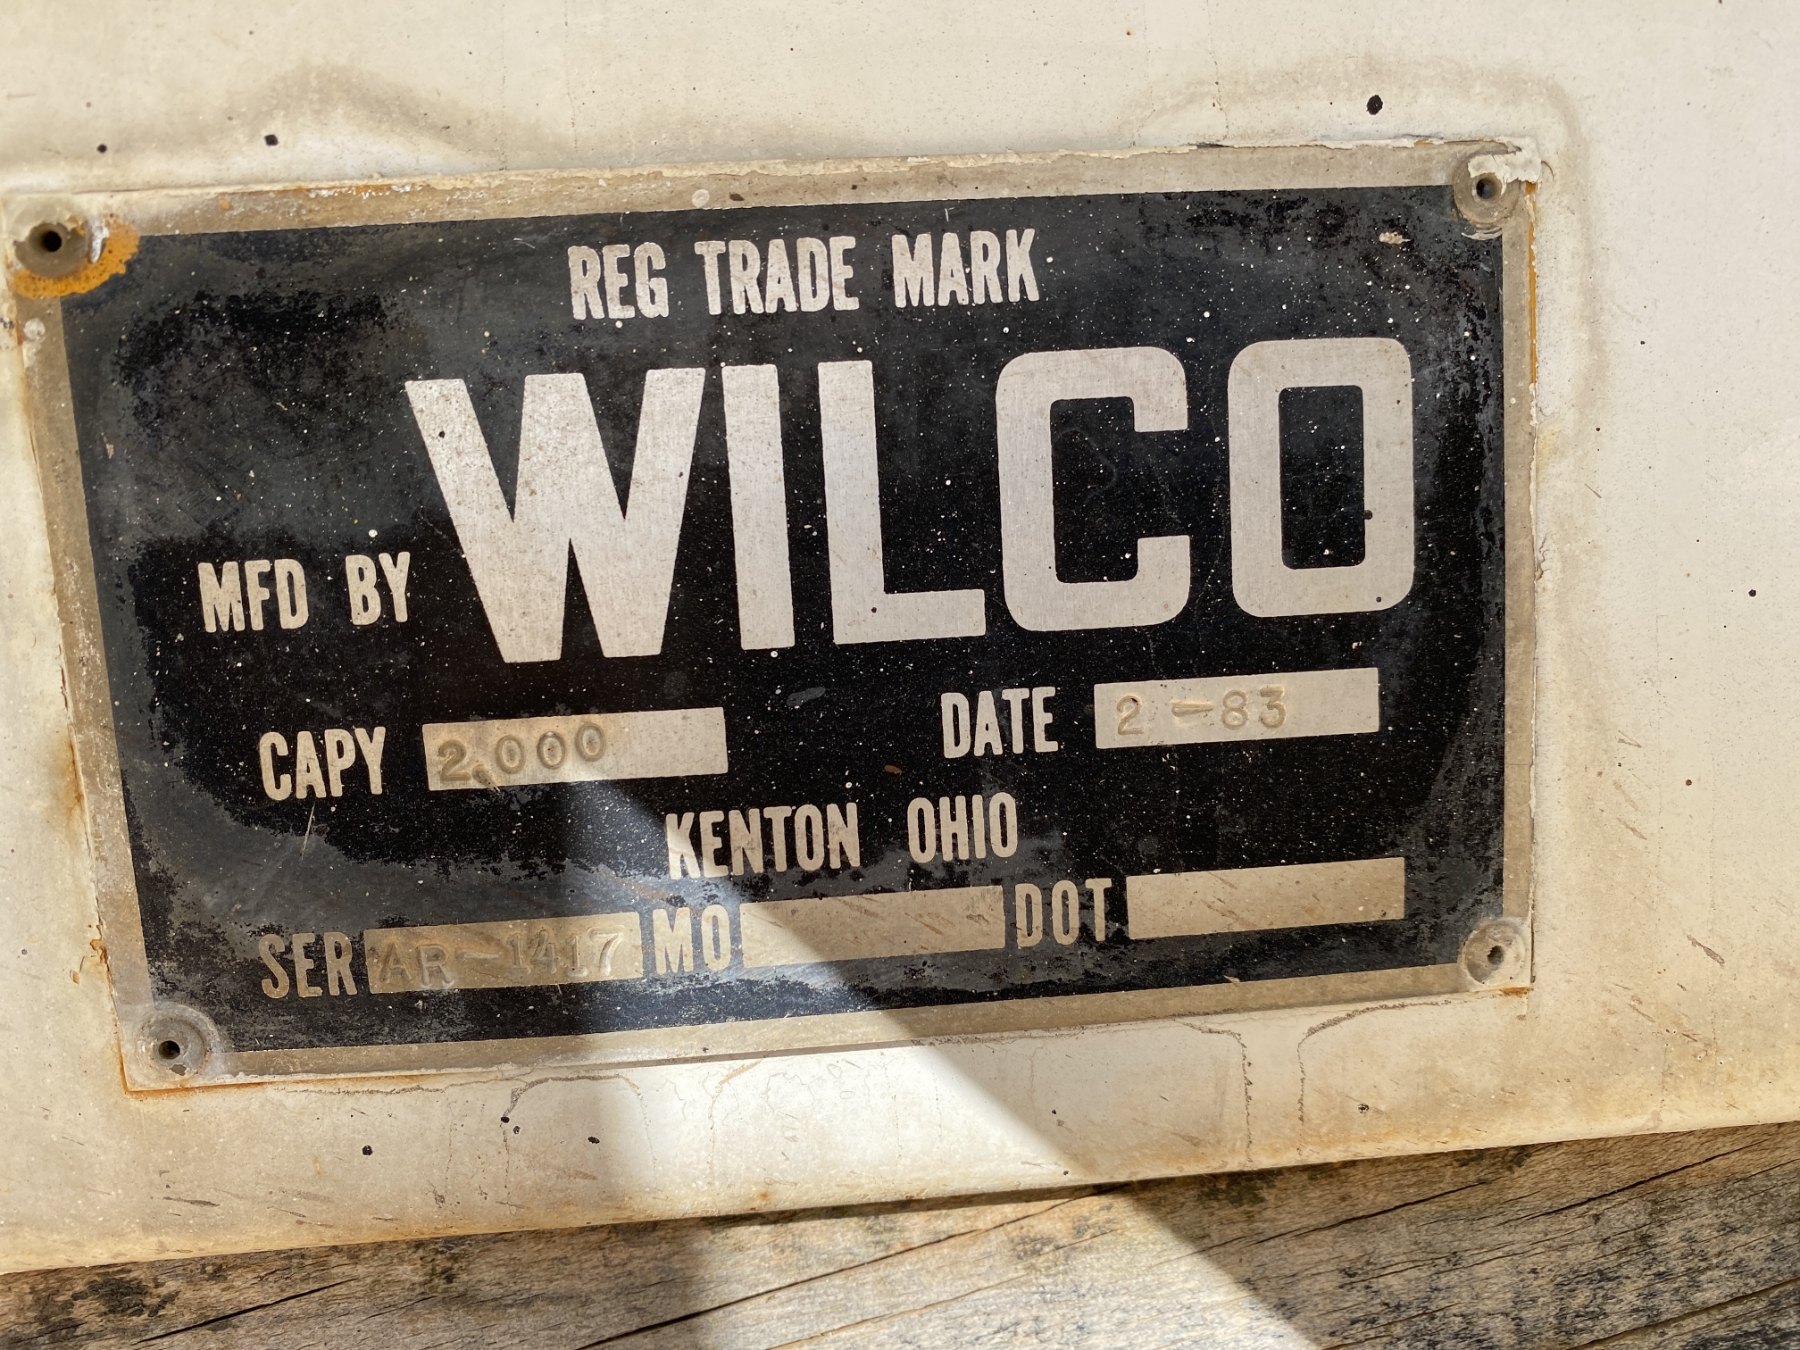 REG TRADE MARK
MFD BY WILCO
CAPY 2,000 DATE 2-83
KENTON OHIO
SER AR-1417 MO DOT